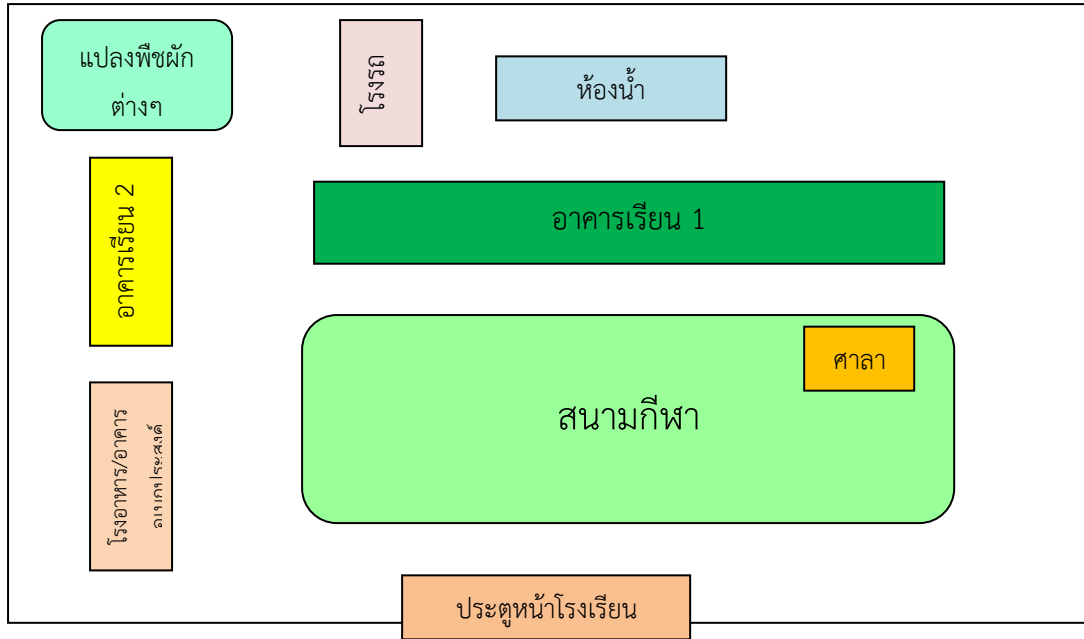 แปลงพืชผัก
ต่างๆ
โรงรถ
ห้องน้ำ
อาคารเรียน 2
อาคารเรียน 1
ศาลา
สนามกีฬา
โรงอาหาร/อาคาร
ประตูหน้าโรงเรียน